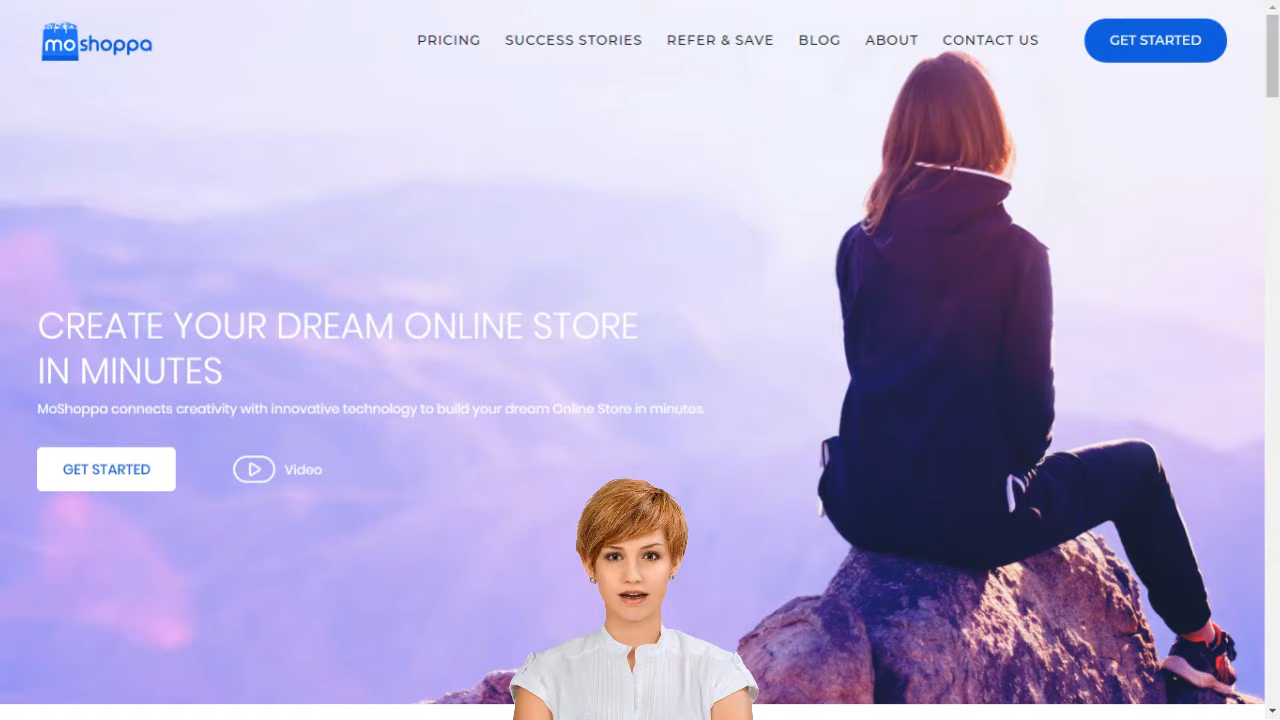 moshoppa
PRICING SUCCESS STORIES REFER & SAVE BLOG ABOUT CONTACT US GET STARTED
CREATE YOUR DREAM ONLINE STORE
IN MINUTES
MoShoppa connects creativity with innovative technology to build your dream Online Store in minutes.
GET STARTED Video